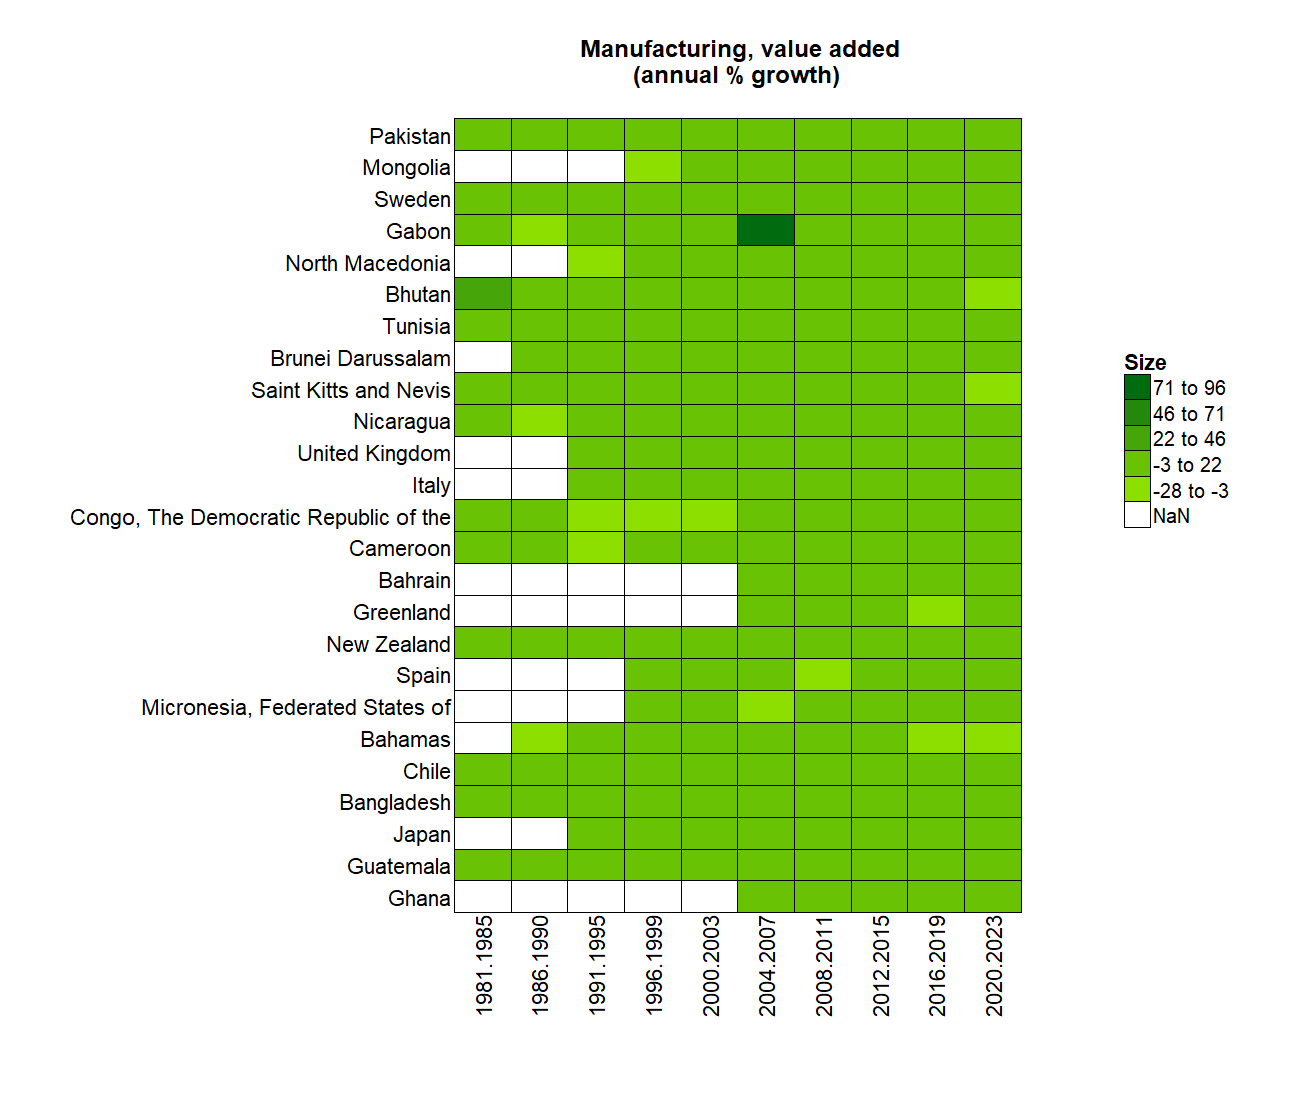 Manufacturing, value added
(annual % growth)
Pakistan
Mongolia
Sweden
Gabon
North Macedonia
Bhutan
Tunisia
Brunei Darussalam
Saint Kitts and Nevis
Nicaragua
United Kingdom
Italy
Congo, The Democratic Republic of the
Cameroon
Bahrain
Greenland
New Zealand
Spain
Micronesia, Federated States of
Bahamas
Chile
Bangladesh
Japan
Guatemala
Ghana
1981.1985
1986.1990
1991.1995
1996.1999
2000.2003
2004.2007
2008.2011
2012.2015
2016.2019
2020.2023
Size
71 to 96
46 to 71
22 to 46
-3 to 22
-28 to -3
NaN